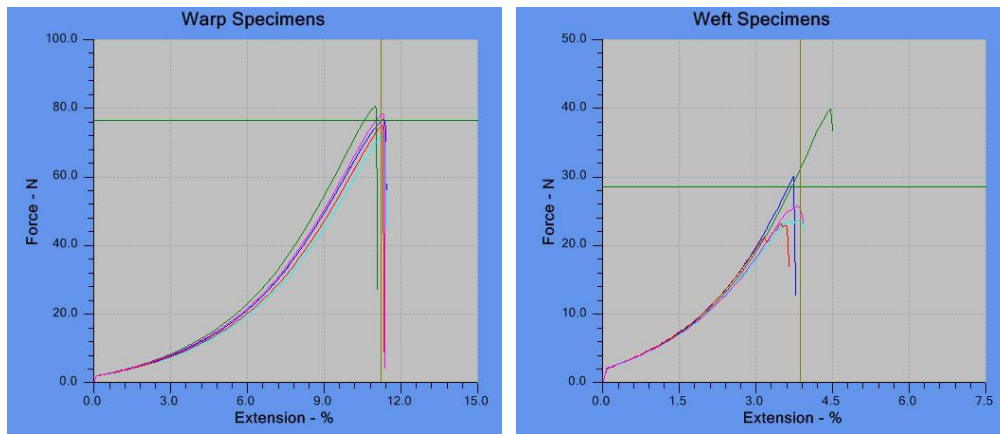 Warp Specimens
100.0
80.0
60.0
40.0
20.0
0.0
Force - N
0.0 3.0 6.0 9.0 12.0 15.0
Extension - %
Weft Specimens
50.0
40.0
30.0
20.0
10.0
0.0
Force - N
0.0 1.5 3.0 4.5 6.0 7.5
Extension - %